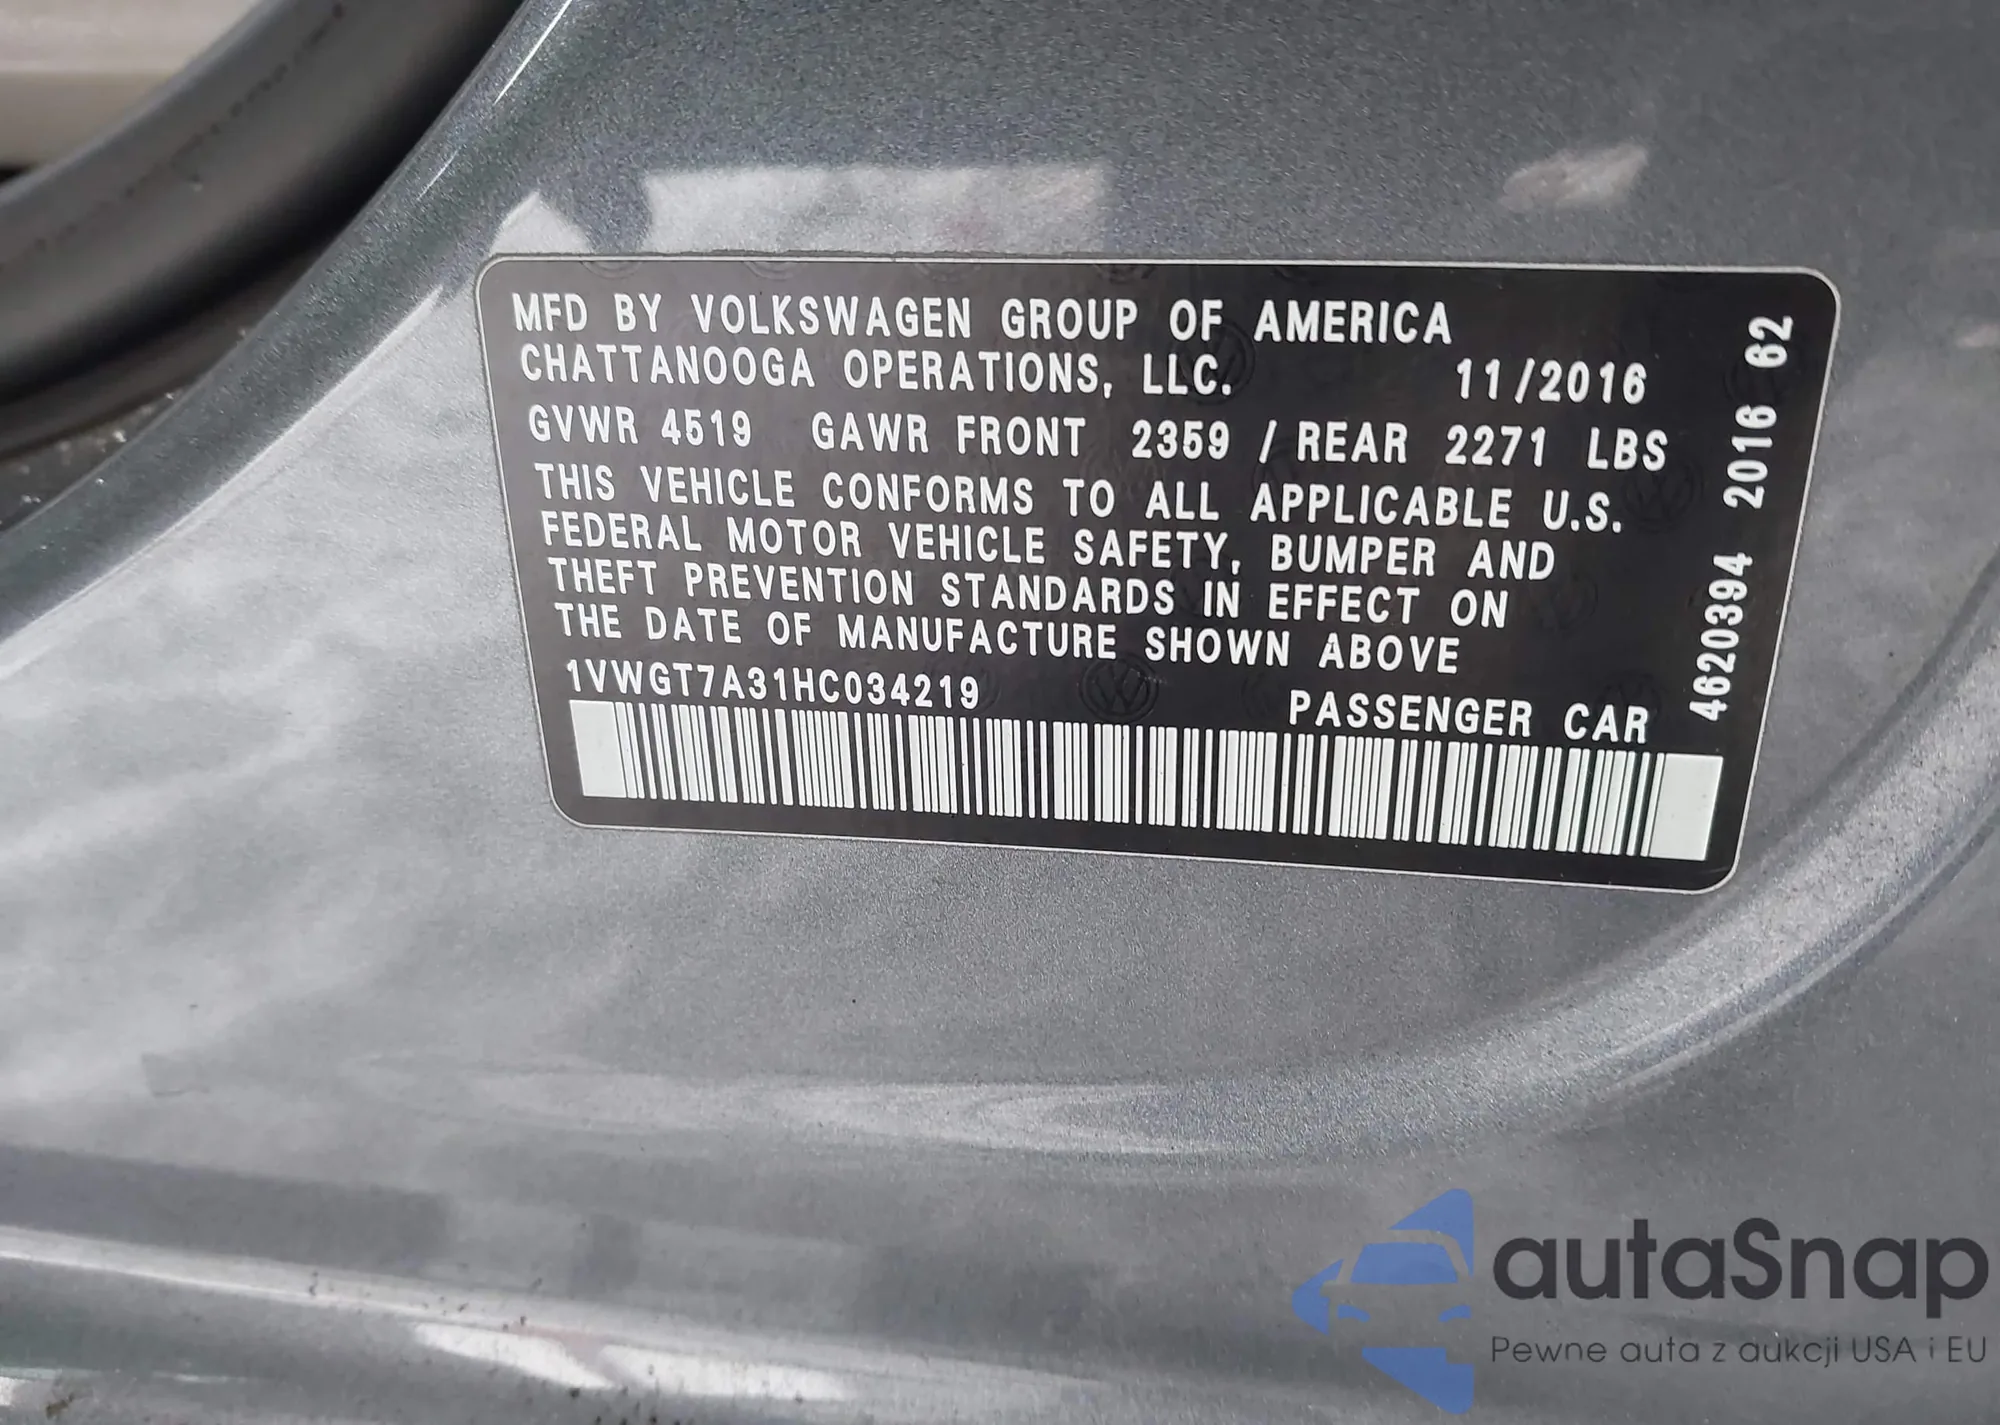 MFD BY VOLKSWAGEN GROUP OF AMERICA
CHATTANOOGA OPERATIONS, LLC. 11/2016
GVWR 4519 GAWR FRONT 2359 / REAR 2271 LBS
THIS VEHICLE CONFORMS TO ALL APPLICABLE U.S.
FEDERAL MOTOR VEHICLE SAFETY, BUMPER AND
THEFT PREVENTION STANDARDS IN EFFECT ON
THE DATE OF MANUFACTURE SHOWN ABOVE
1VWGT7A31HC034219 PASSENGER CAR
4620394 2016 62
autaSnap
Pewne auta z aukcji USA i EU